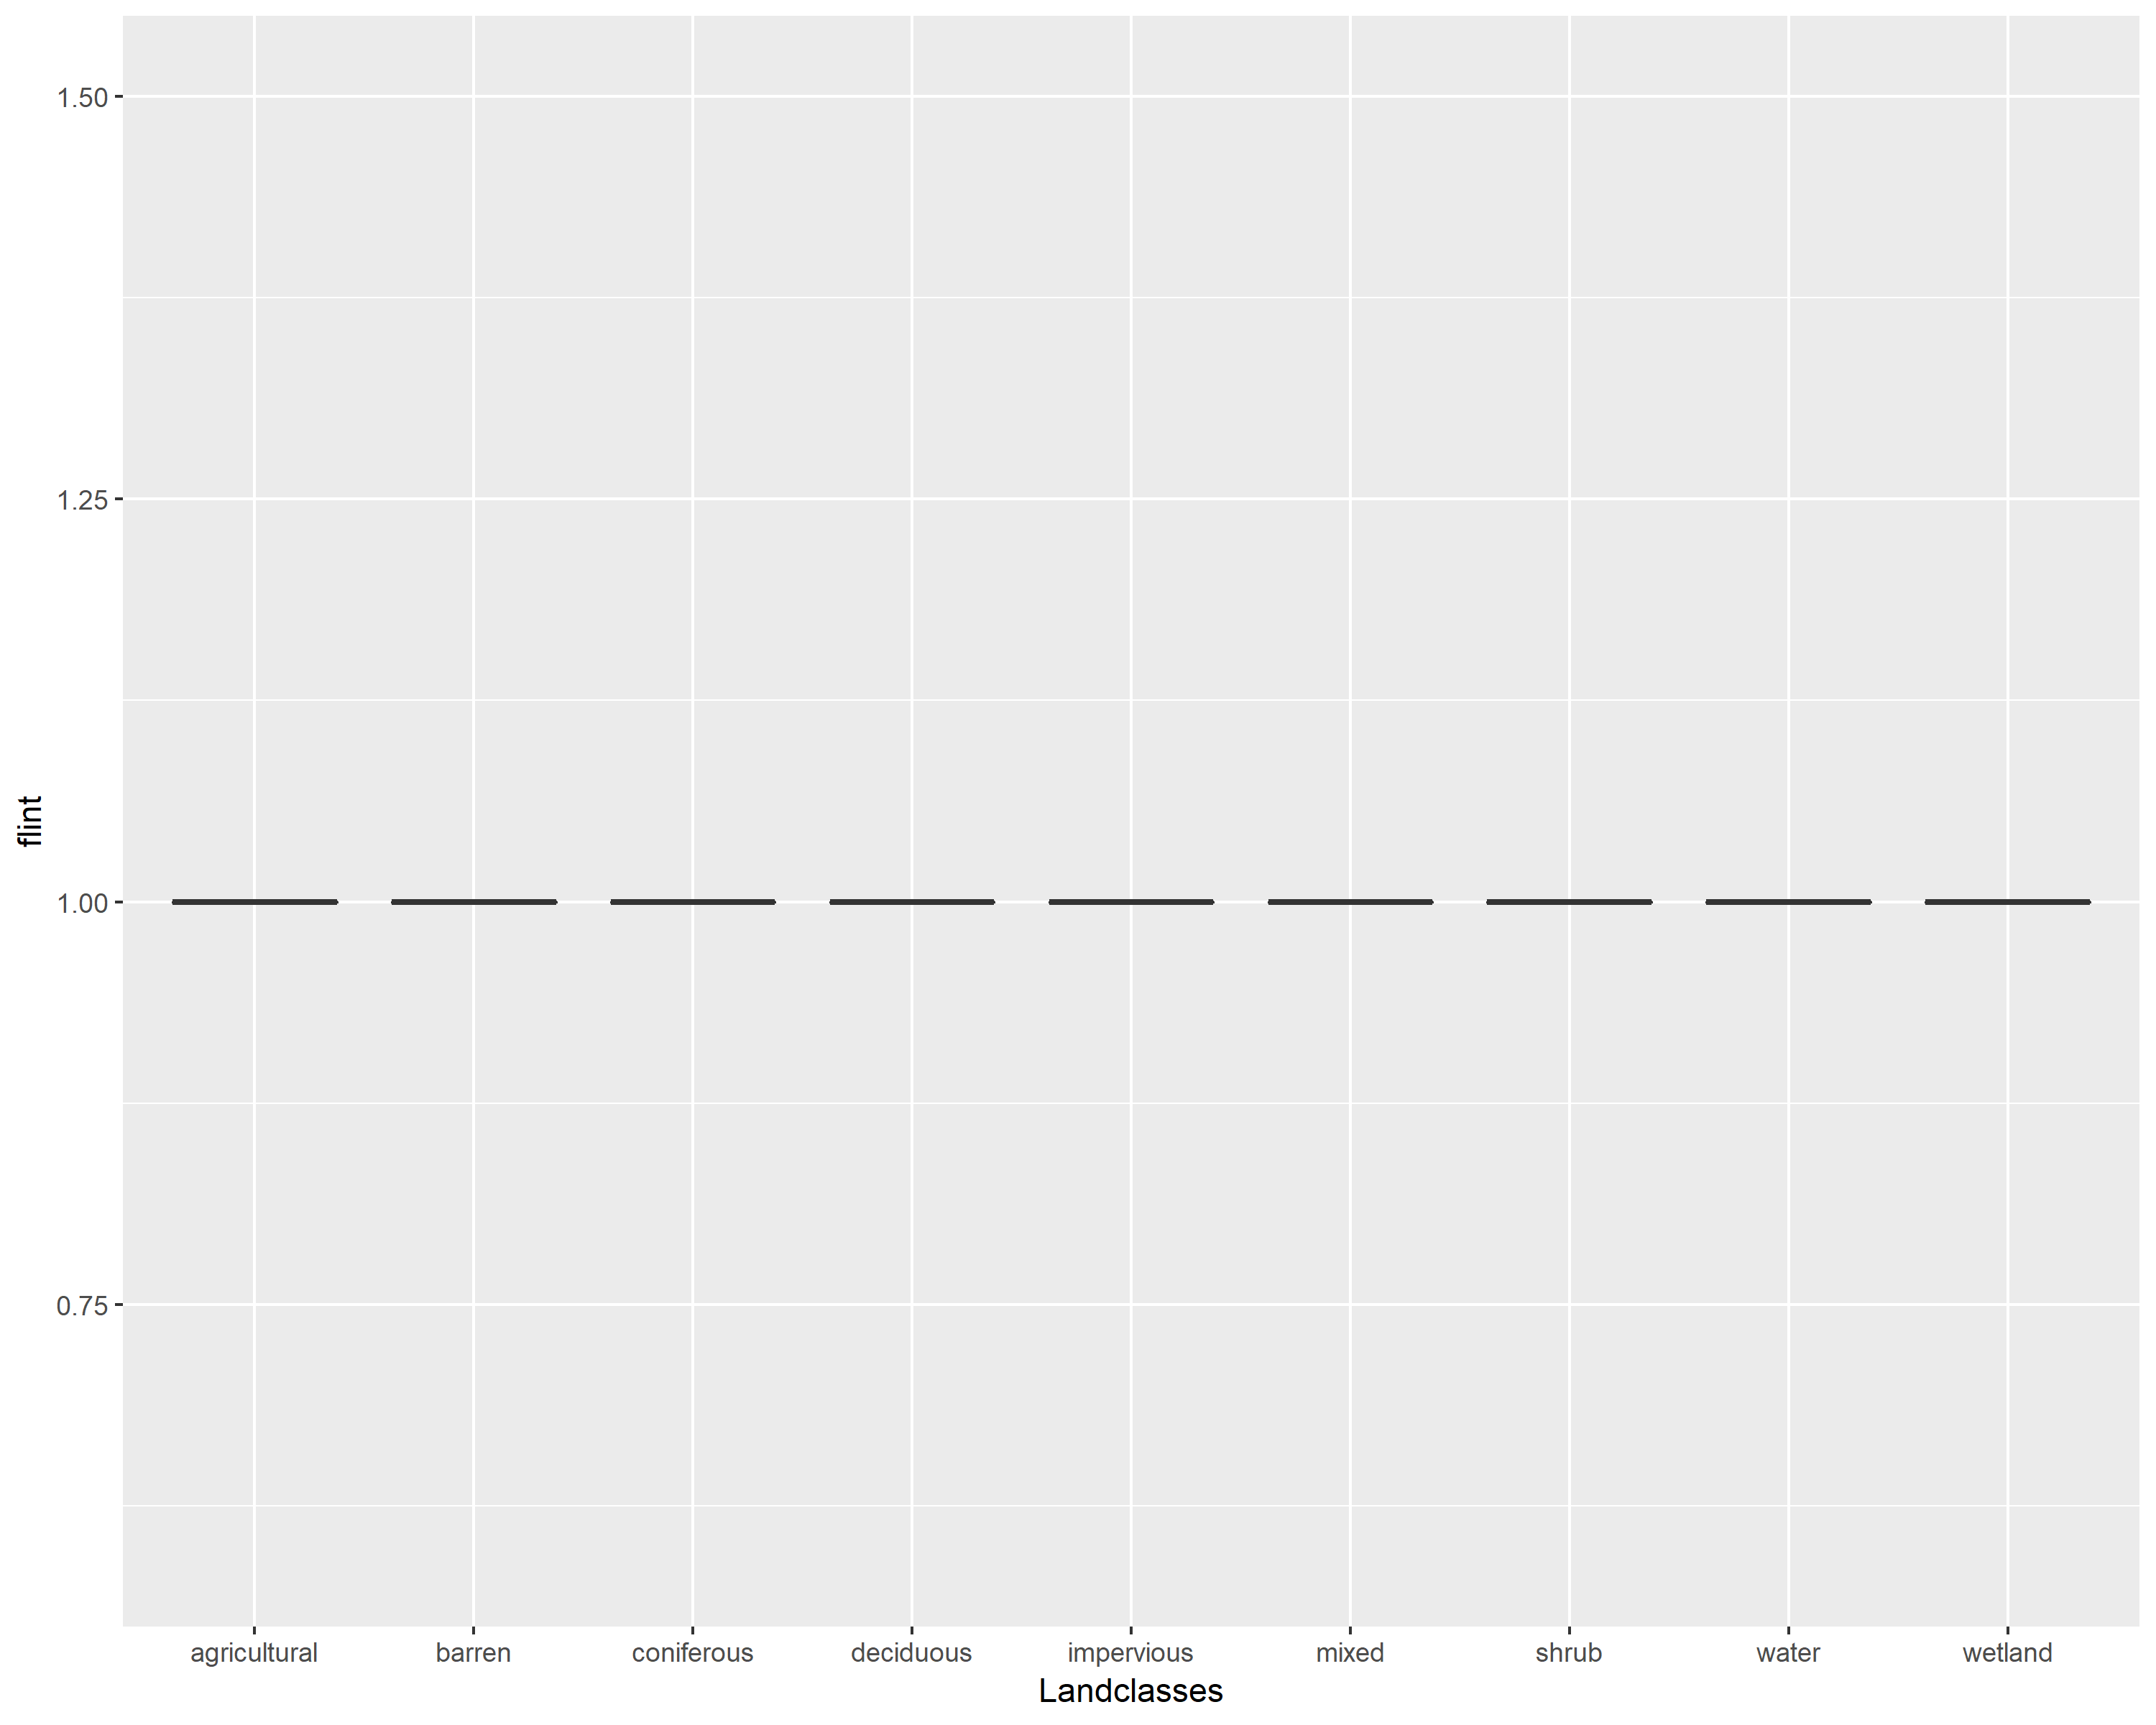 1.50
1.25
1.00
0.75
flint
agricultural barren coniferous deciduous impervious mixed shrub water wetland
Landclasses